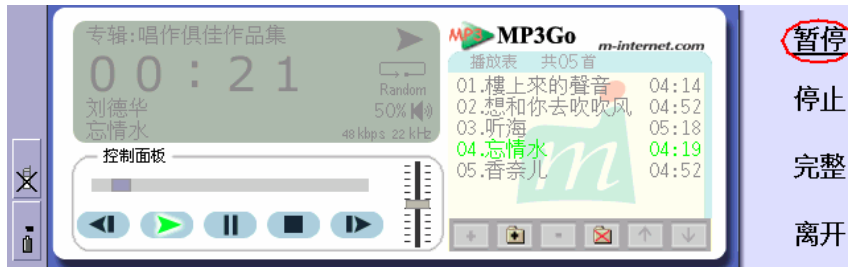 专辑:唱作俱佳作品集
00:21
Random
刘德华
50%
忘情水
48 kbps 22 kHz
控制面板
MP3 MP3Go
m-internet.com
播放表 共05首
01.樓上來的聲音 04:14
02.想和你去吹吹风 04:52
03.听海 05:18
04.忘情水 04:19
05.香奈儿 04:52
暂停
停止
完整
离开